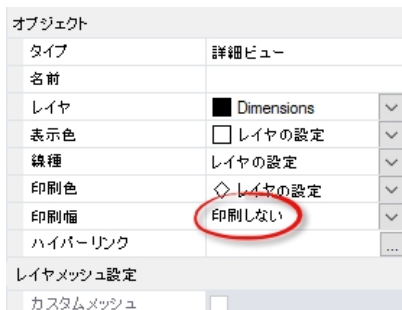 オブジェクト
タイプ 詳細ビュー
名前
レイヤ Dimensions
表示色 レイヤの設定
線種 レイヤの設定
印刷色 レイヤの設定
印刷幅 印刷しない
ハイパーリンク ...
レイヤメッシュ設定
カスタムメッシュ